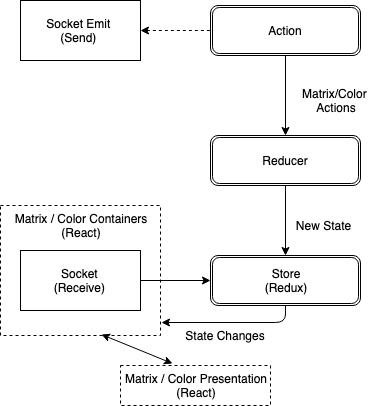 Socket Emit
(Send)
Action
Matrix/Color
Actions
Reducer
New State
Matrix / Color Containers
(React)
Socket
(Receive)
Store
(Redux)
State Changes
Matrix / Color Presentation
(React)